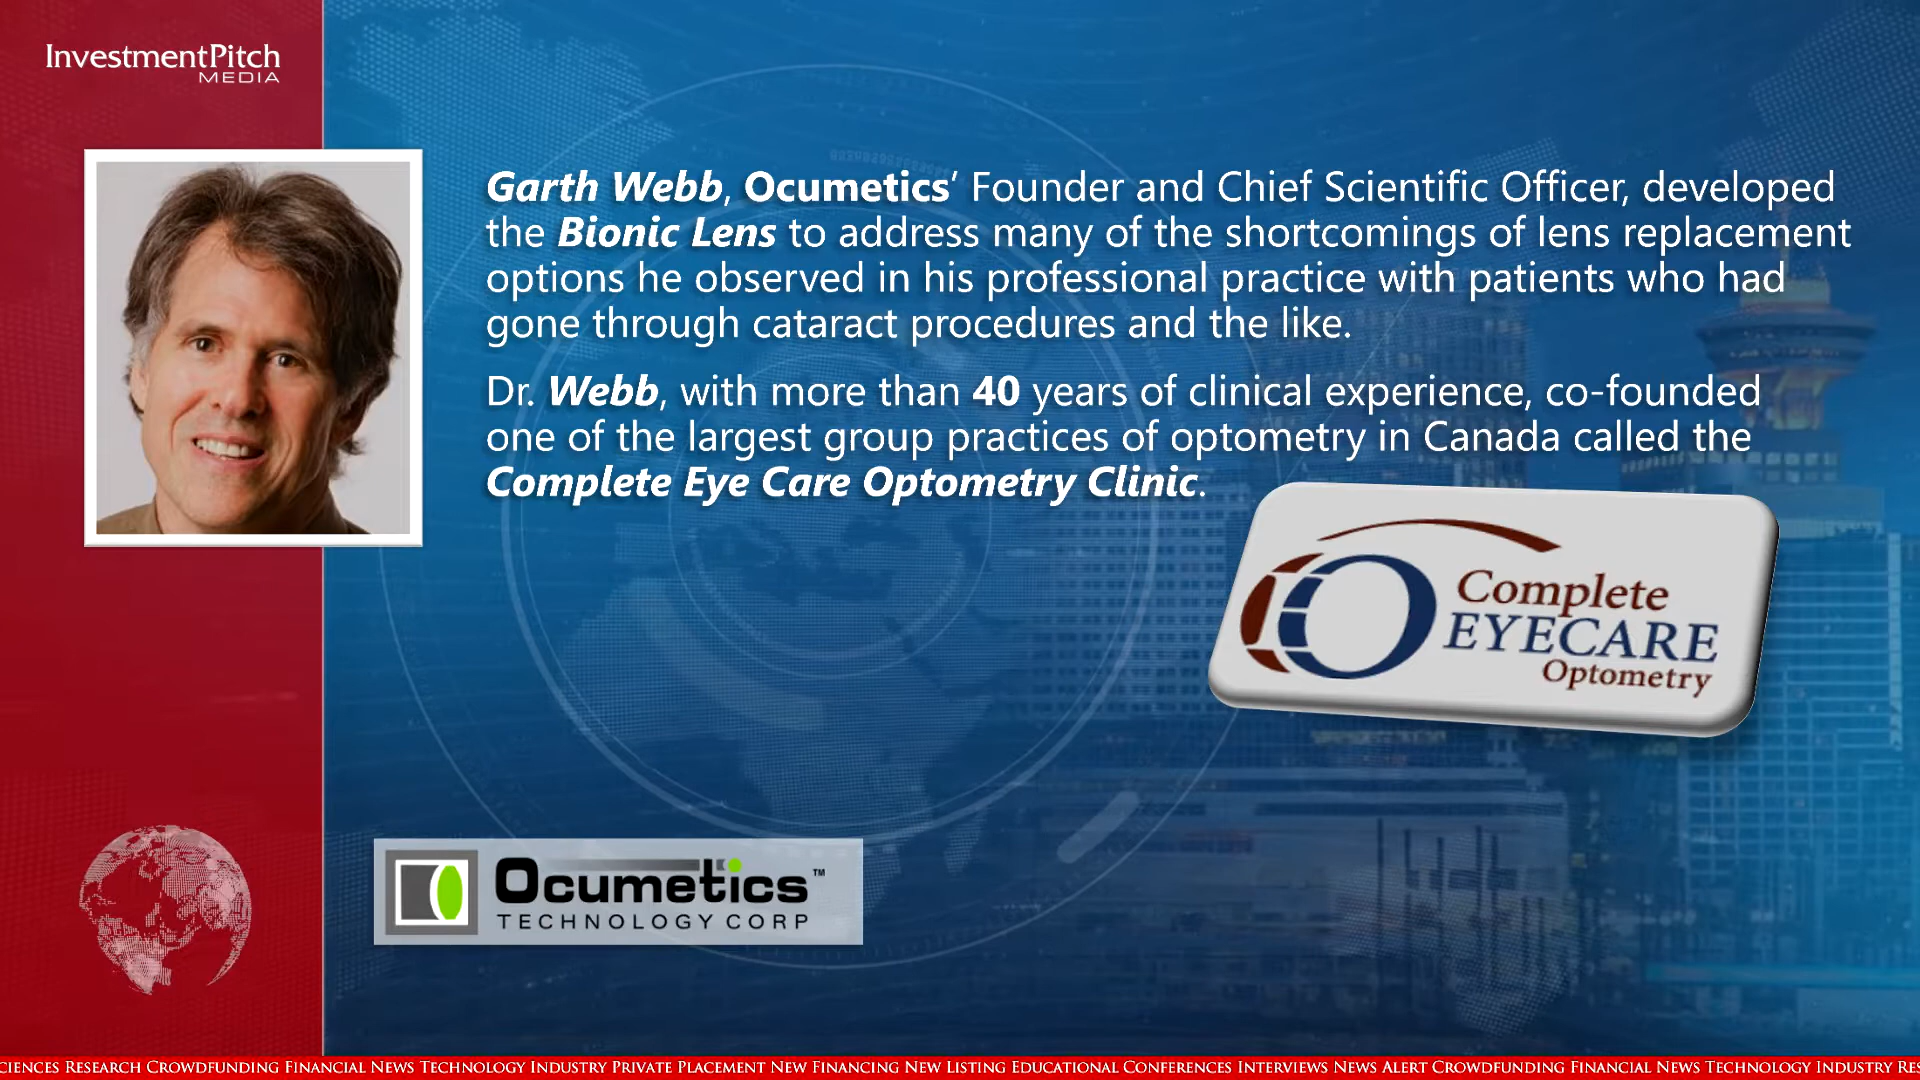 InvestmentPitch
MEDIA
Garth Webb, Ocumetics’ Founder and Chief Scientific Officer, developed
the Bionic Lens to address many of the shortcomings of lens replacement
options he observed in his professional practice with patients who had
gone through cataract procedures and the like.
Dr. Webb, with more than 40 years of clinical experience, co-founded
one of the largest group practices of optometry in Canada called the
Complete Eye Care Optometry Clinic.
Complete
EYECARE
Optometry
Ocumetics™
TECHNOLOGY CORP
CIENCES RESEARCH CROWDFUNDING FINANCIAL NEWS TECHNOLOGY INDUSTRY PRIVATE PLACEMENT NEW FINANCING NEW LISTING EDUCATIONAL CONFERENCES INTERVIEWS NEWS ALERT CROWDFUNDING FINANCIAL NEWS TECHNOLOGY INDUSTRY RES